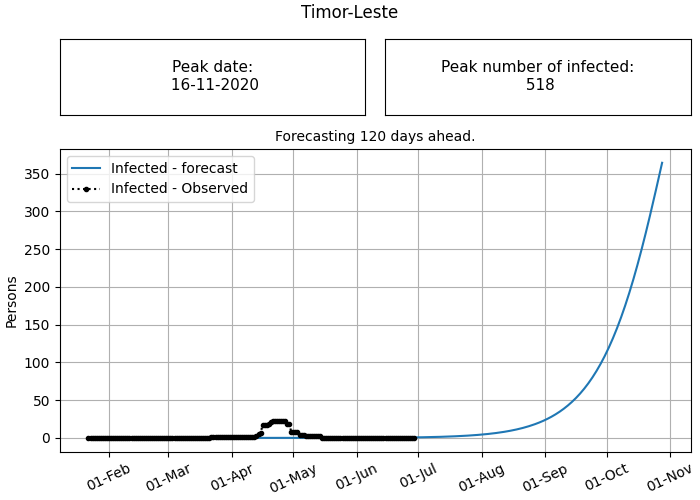 Timor-Leste
Peak date:
16-11-2020
Peak number of infected:
518
Forecasting 120 days ahead.
Infected - forecast
Infected - Observed
Persons
350
300
250
200
150
100
50
0
01-Feb
01-Mar
01-Apr
01-May
01-Jun
01-Jul
01-Aug
01-Sep
01-Oct
01-Nov